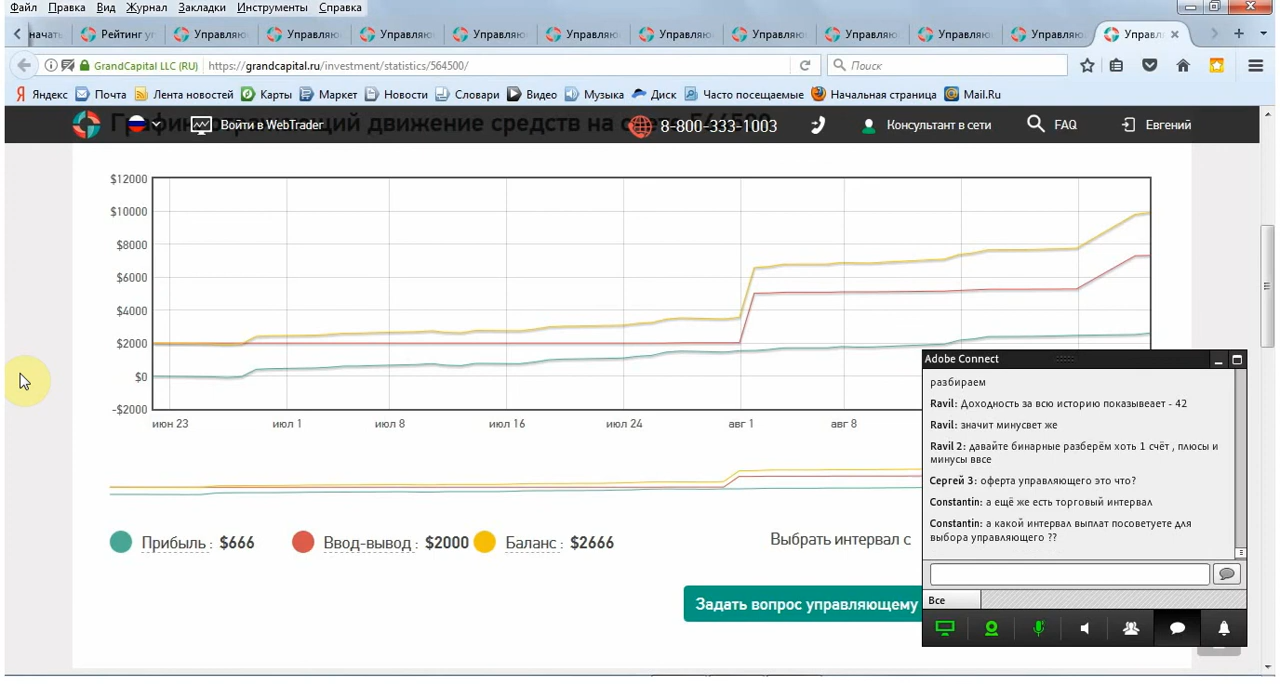 Файл Правка Вид Журнал Закладки Инструменты Справка
начать Рейтинг у Управляю Управляю Управляю Управляю Управляю Управляю Управляю Управляю Управляю Управляю Управл
GrandCapital LLC (RU) https://grandcapital.ru/investment/statistics/564500/ Поиск
Яндекс Почта Лента новостей Карты Маркет Новости Словари Видео Музыка Диск Часто посещаемые Начальная страница Mail.Ru
Войти в WebTrader 8-800-333-1003 Консультант в сети FAQ Евгений
$12000
$10000
$8000
$6000
$4000
$2000
$0
-$2000
июн 23 июл 1 июл 8 июл 16 июл 24 авг 1 авг 8
Прибыль : $666 Ввод-вывод : $2000 Баланс : $2666 Выбрать интервал с
Задать вопрос управляющему
Adobe Connect
разбираем
Ravil: Доходность за всю историю показывеает - 42
Ravil: значит минусвет же
Ravil 2: давайте бинарные разберём хоть 1 счёт , плюсы и
минусы ввсе
Сергей 3: оферта управляющего это что?
Constantin: а ещё же есть торговый интервал
Constantin: а какой интервал выплат посоветуете для
выбора управляющего ??
Все